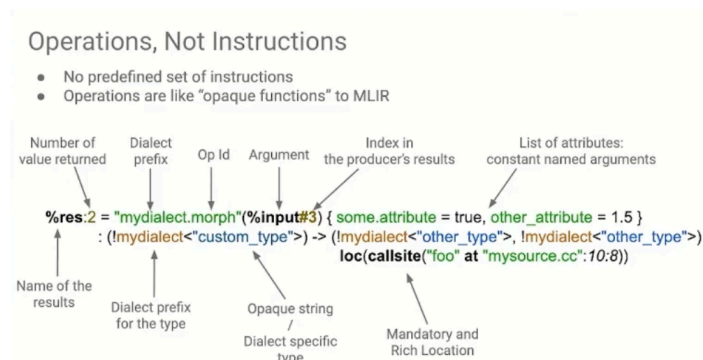 Operations, Not Instructions
● No predefined set of instructions
● Operations are like “opaque functions” to MLIR
Number of
value returned
Dialect
prefix
Op Id
Argument
Index in
the producer's results
List of attributes:
constant named arguments
%res:2 = "mydialect.morph"(%input#3) { some.attribute = true, other_attribute = 1.5 }
: (!mydialect<"custom_type">) -> (!mydialect<"other_type">, !mydialect<"other_type">)
loc(callsite("foo" at "mysource.cc":10:8))
Name of the
results
Dialect prefix
for the type
Opaque string
/
Dialect specific
type
Mandatory and
Rich Location